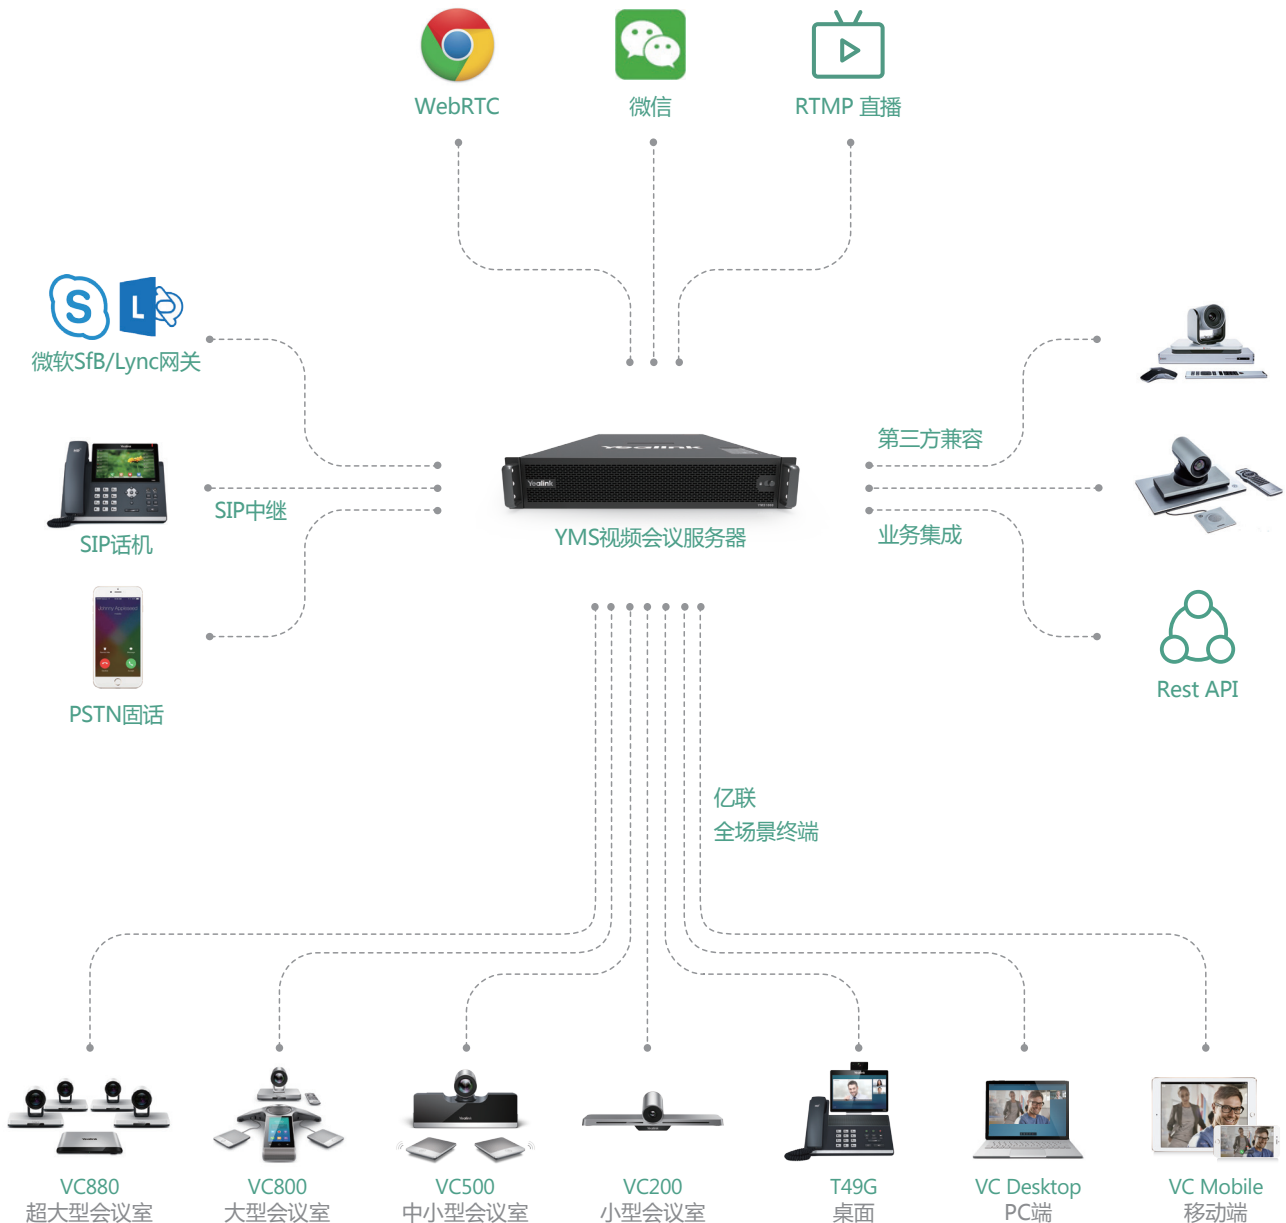 WebRTC
微信
RTMP 直播
微软SfB/Lync网关
第三方兼容
Yealink
Yealink
SIP中继
SIP话机
YMS视频会议服务器
业务集成
PSTN固话
Rest API
亿联
全场景终端
VC880
超大型会议室
VC800
大型会议室
VC500
中小型会议室
VC200
小型会议室
T49G
桌面
VC Desktop
PC端
VC Mobile
移动端